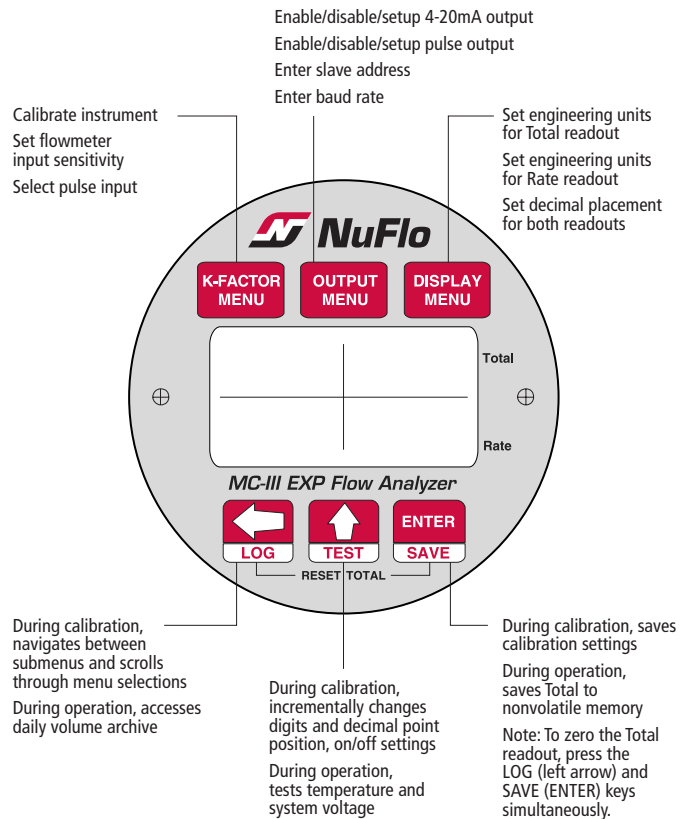 Enable/disable/setup 4-20mA output
Enable/disable/setup pulse output
Enter slave address
Enter baud rate
Calibrate instrument
Set flowmeter
input sensitivity
Select pulse input
Set engineering units
for Total readout
Set engineering units
for Rate readout
Set decimal placement
for both readouts
NuFlo
K-FACTOR
MENU
OUTPUT
MENU
DISPLAY
MENU
Total
Rate
MC-III EXP Flow Analyzer
ENTER
LOG
TEST
SAVE
RESET TOTAL
During calibration,
navigates between
submenus and scrolls
through menu selections
During operation, accesses
daily volume archive
During calibration,
incrementally changes
digits and decimal point
position, on/off settings
During operation,
tests temperature and
system voltage
During calibration, saves
calibration settings
During operation,
saves Total to
nonvolatile memory
Note: To zero the Total
readout, press the
LOG (left arrow) and
SAVE (ENTER) keys
simultaneously.